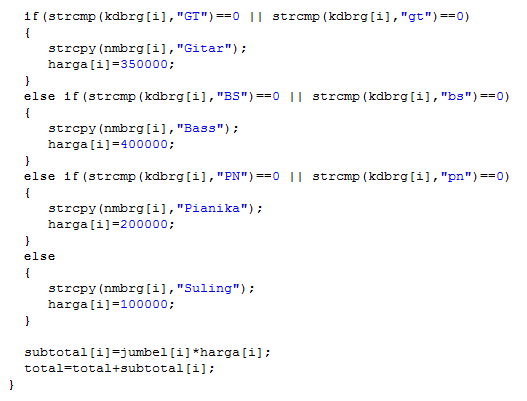 if(strcmp(kdbrg[i],"GT")==0 || strcmp(kdbrg[i],"gt")==0)
{
strcpy(nmbrg[i],"Gitar");
harga[i]=350000;
}
else if(strcmp(kdbrg[i],"BS")==0 || strcmp(kdbrg[i],"bs")==0)
{
strcpy(nmbrg[i],"Bass");
harga[i]=400000;
}
else if(strcmp(kdbrg[i],"PN")==0 || strcmp(kdbrg[i],"pn")==0)
{
strcpy(nmbrg[i],"Pianika");
harga[i]=200000;
}
else
{
strcpy(nmbrg[i],"Suling");
harga[i]=100000;
}
subtotal[i]=jumbel[i]*harga[i];
total=total+subtotal[i];
}